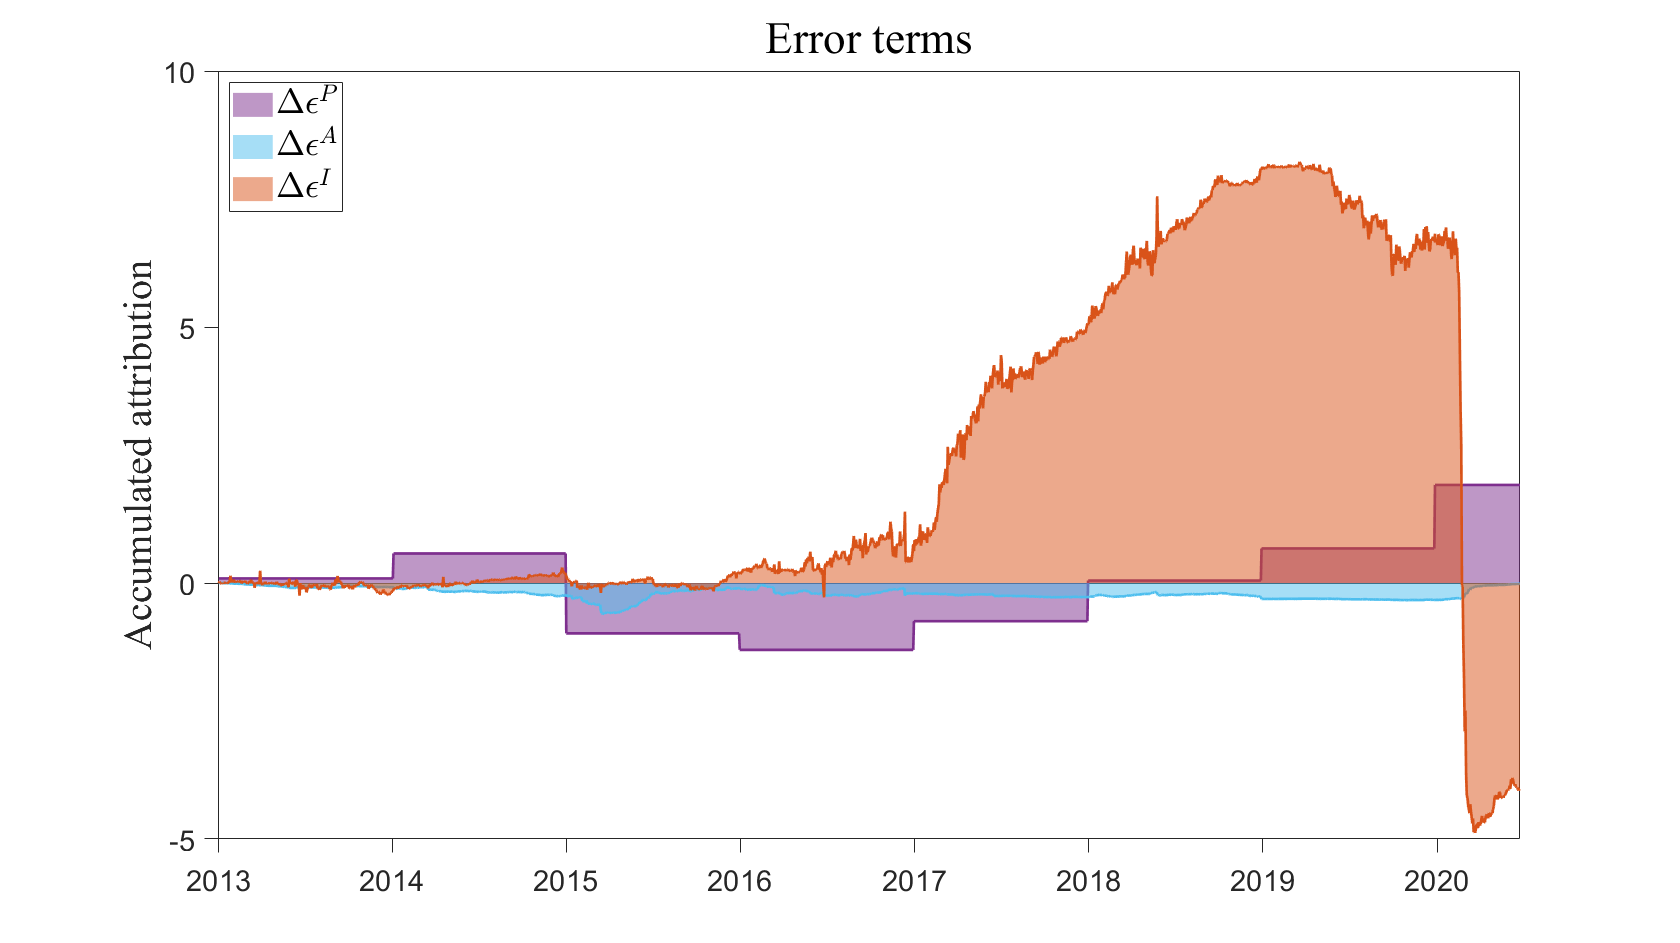 Error terms
10
Δϵ^P
Δϵ^A
Δϵ^I
5
Accumulated attribution
0
-5
2013 2014 2015 2016 2017 2018 2019 2020